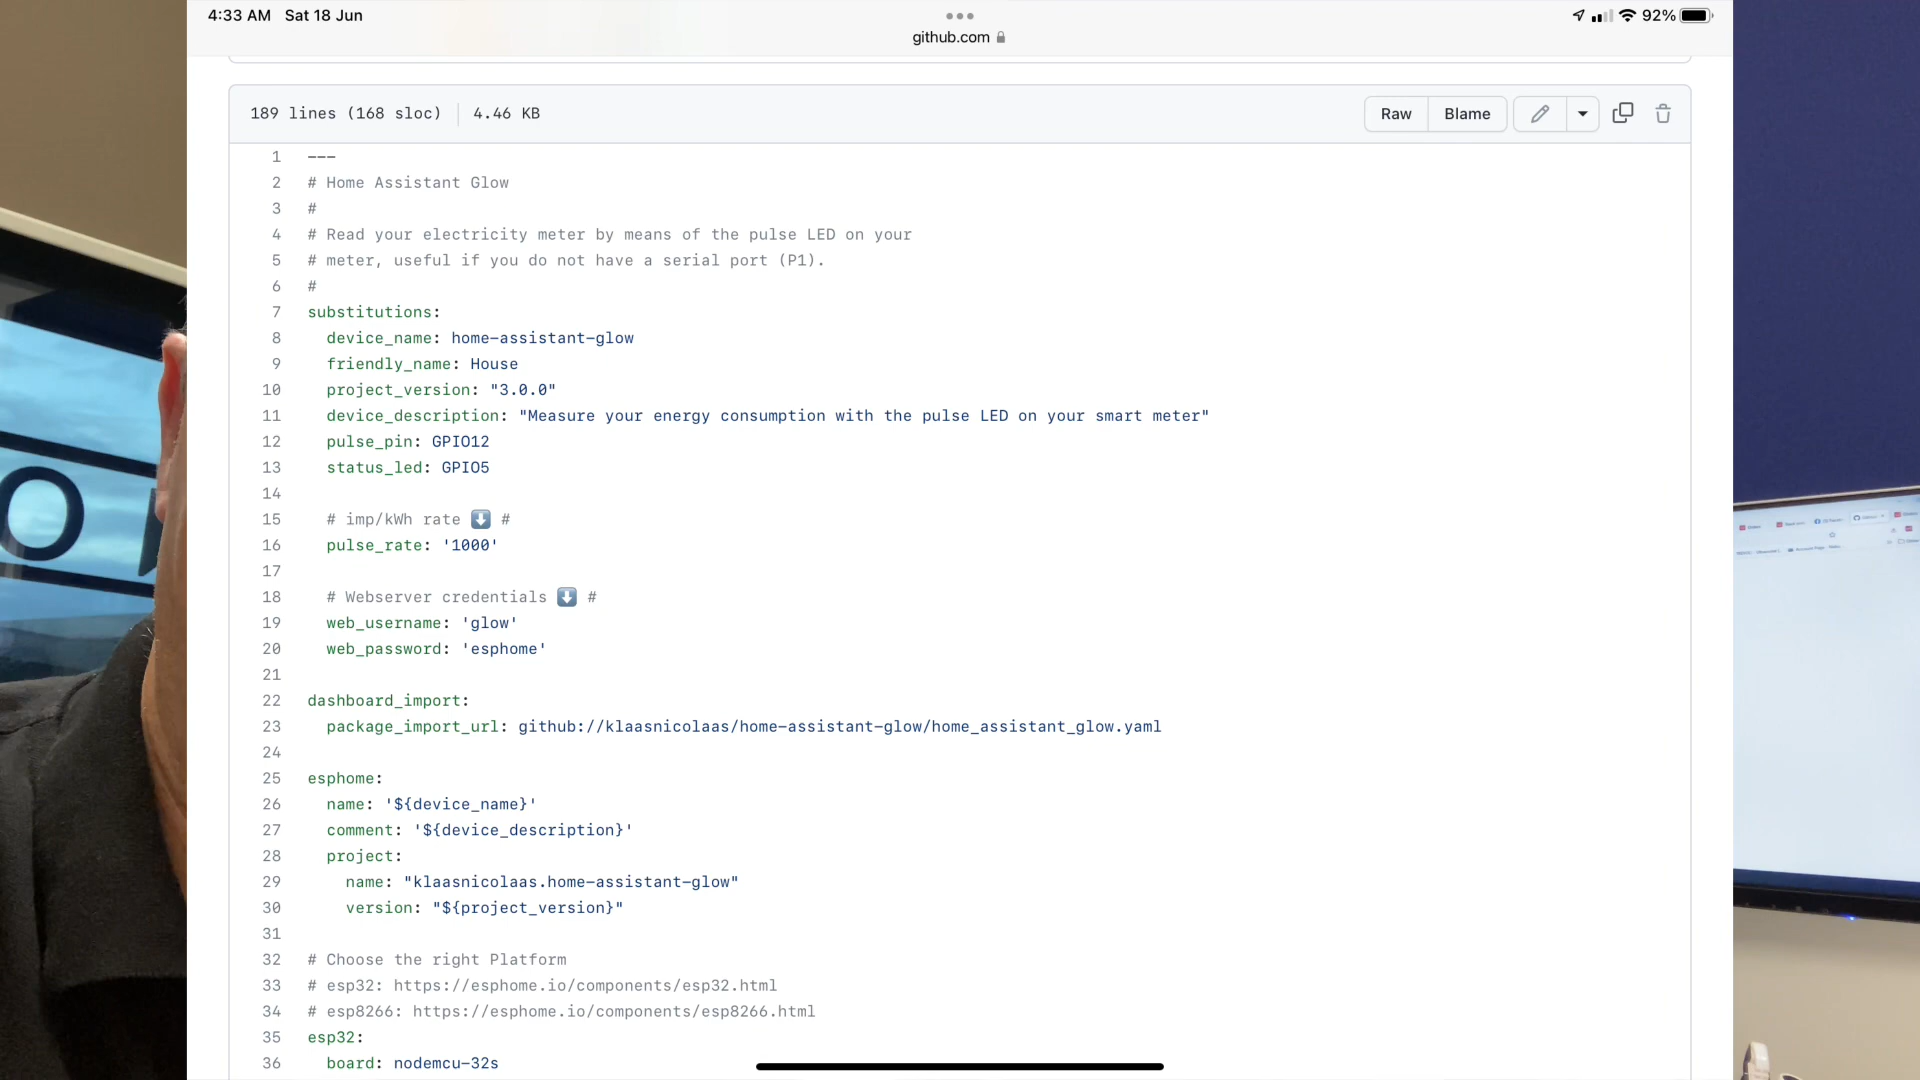 4:33 AM Sat 18 Jun
92%
github.com
189 lines (168 sloc) 4.46 KB
Raw Blame
1 ---
2 # Home Assistant Glow
3 #
4 # Read your electricity meter by means of the pulse LED on your
5 # meter, useful if you do not have a serial port (P1).
6 #
7 substitutions:
8 device_name: home-assistant-glow
9 friendly_name: House
10 project_version: "3.0.0"
11 device_description: "Measure your energy consumption with the pulse LED on your smart meter"
12 pulse_pin: GPIO12
13 status_led: GPIO5
14
15 # imp/kWh rate ⬇️ #
16 pulse_rate: '1000'
17
18 # Webserver credentials ⬇️ #
19 web_username: 'glow'
20 web_password: 'esphome'
21
22 dashboard_import:
23 package_import_url: github://klaasnicolaas/home-assistant-glow/home_assistant_glow.yaml
24
25 esphome:
26 name: '${device_name}'
27 comment: '${device_description}'
28 project:
29 name: "klaasnicolaas.home-assistant-glow"
30 version: "${project_version}"
31
32 # Choose the right Platform
33 # esp32: https://esphome.io/components/esp32.html
34 # esp8266: https://esphome.io/components/esp8266.html
35 esp32:
36 board: nodemcu-32s